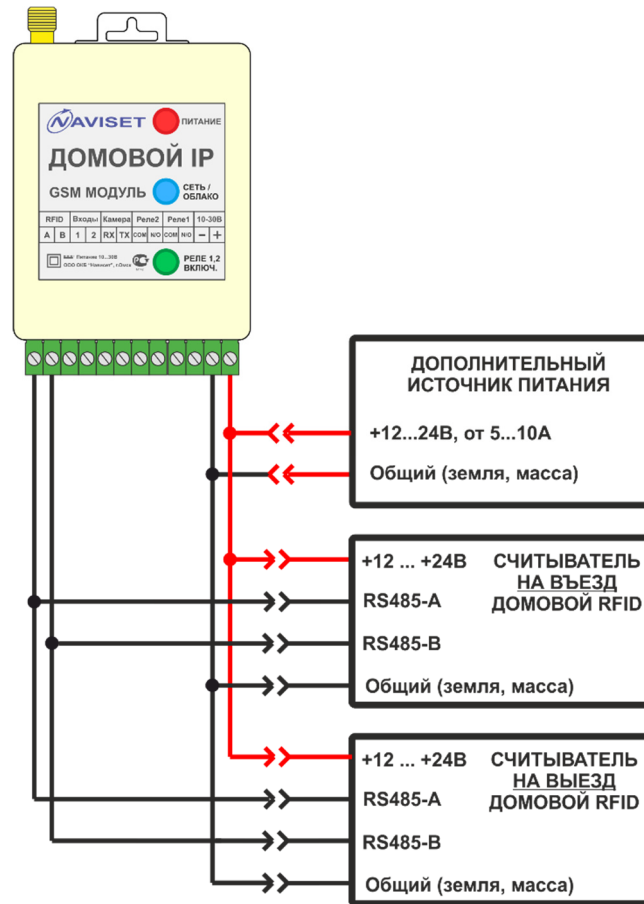 NAVISET
ПИТАНИЕ
ДОМОВОЙ IP
GSM МОДУЛЬ
СЕТЬ /
ОБЛАКО
RFID Входы Камера Реле2 Реле1 10-30В
A B 1 2 RX TX COM N/O COM N/O − +
Питание 10...30В
РЕЛЕ 1,2
ВКЛЮЧ.
ДОПОЛНИТЕЛЬНЫЙ
ИСТОЧНИК ПИТАНИЯ
+12...24В, от 5...10А
Общий (земля, масса)
+12 ... +24В СЧИТЫВАТЕЛЬ
НА ВЪЕЗД
RS485-A ДОМОВОЙ RFID
RS485-B
Общий (земля, масса)
+12 ... +24В СЧИТЫВАТЕЛЬ
НА ВЫЕЗД
RS485-A ДОМОВОЙ RFID
RS485-B
Общий (земля, масса)